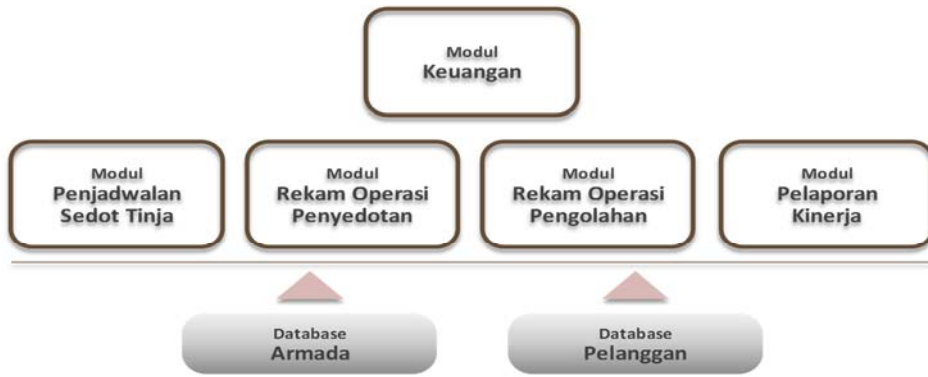 Modul
Keuangan
Modul
Penjadwalan
Sedot Tinja
Modul
Rekam Operasi
Penyedotan
Modul
Rekam Operasi
Pengolahan
Modul
Pelaporan
Kinerja
Database
Armada
Database
Pelanggan